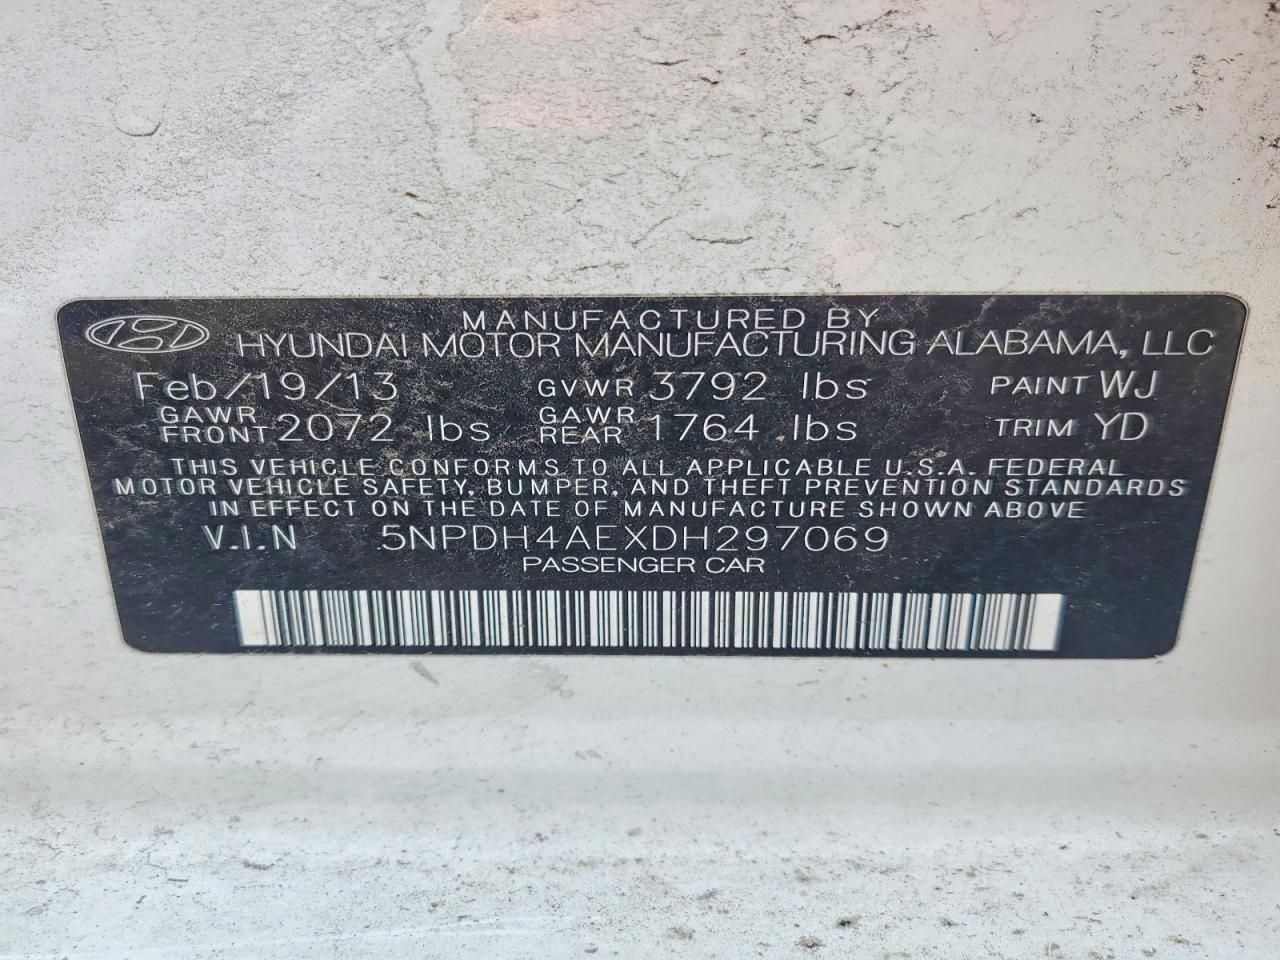 MANUFACTURED BY
HYUNDAI MOTOR MANUFACTURING ALABAMA, LLC
Feb/19/13 GVWR 3792 lbs PAINT WJ
GAWR FRONT 2072 lbs GAWR REAR 1764 lbs TRIM YD
THIS VEHICLE CONFORMS TO ALL APPLICABLE U.S.A. FEDERAL
MOTOR VEHICLE SAFETY, BUMPER, AND THEFT PREVENTION STANDARDS
IN EFFECT ON THE DATE OF MANUFACTURE SHOWN ABOVE
V.I.N 5NPDH4AEXDH297069
PASSENGER CAR